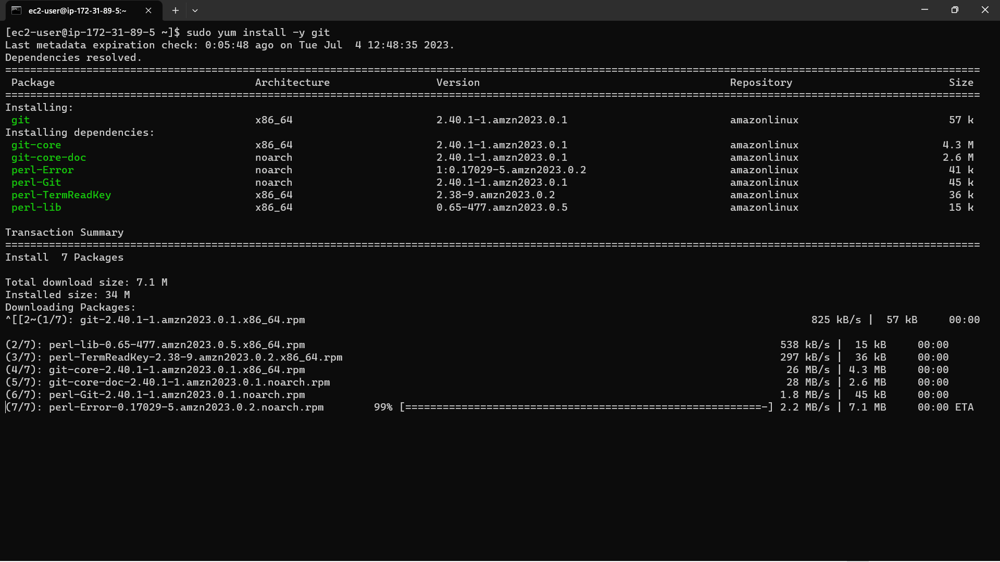 ec2-user@ip-172-31-89-5:~
[ec2-user@ip-172-31-89-5 ~]$ sudo yum install -y git
Last metadata expiration check: 0:05:48 ago on Tue Jul  4 12:48:35 2023.
Dependencies resolved.
============================================================================================================================================================
 Package Architecture Version Repository Size
============================================================================================================================================================
Installing:
 git x86_64 2.40.1-1.amzn2023.0.1 amazonlinux 57 k
Installing dependencies:
 git-core x86_64 2.40.1-1.amzn2023.0.1 amazonlinux 4.3 M
 git-core-doc noarch 2.40.1-1.amzn2023.0.1 amazonlinux 2.6 M
 perl-Error noarch 1:0.17029-5.amzn2023.0.2 amazonlinux 41 k
 perl-Git noarch 2.40.1-1.amzn2023.0.1 amazonlinux 45 k
 perl-TermReadKey x86_64 2.38-9.amzn2023.0.2 amazonlinux 36 k
 perl-lib x86_64 0.65-477.amzn2023.0.5 amazonlinux 15 k
Transaction Summary
============================================================================================================================================================
Install  7 Packages
Total download size: 7.1 M
Installed size: 34 M
Downloading Packages:
^[[2~(1/7): git-2.40.1-1.amzn2023.0.1.x86_64.rpm 825 kB/s |  57 kB     00:00
(2/7): perl-lib-0.65-477.amzn2023.0.5.x86_64.rpm 538 kB/s |  15 kB     00:00
(3/7): perl-TermReadKey-2.38-9.amzn2023.0.2.x86_64.rpm 297 kB/s |  36 kB     00:00
(4/7): git-core-2.40.1-1.amzn2023.0.1.x86_64.rpm 26 MB/s | 4.3 MB     00:00
(5/7): git-core-doc-2.40.1-1.amzn2023.0.1.noarch.rpm 28 MB/s | 2.6 MB     00:00
(6/7): perl-Git-2.40.1-1.amzn2023.0.1.noarch.rpm 1.8 MB/s |  45 kB     00:00
(7/7): perl-Error-0.17029-5.amzn2023.0.2.noarch.rpm 99% [=========================================================-] 2.2 MB/s | 7.1 MB     00:00 ETA